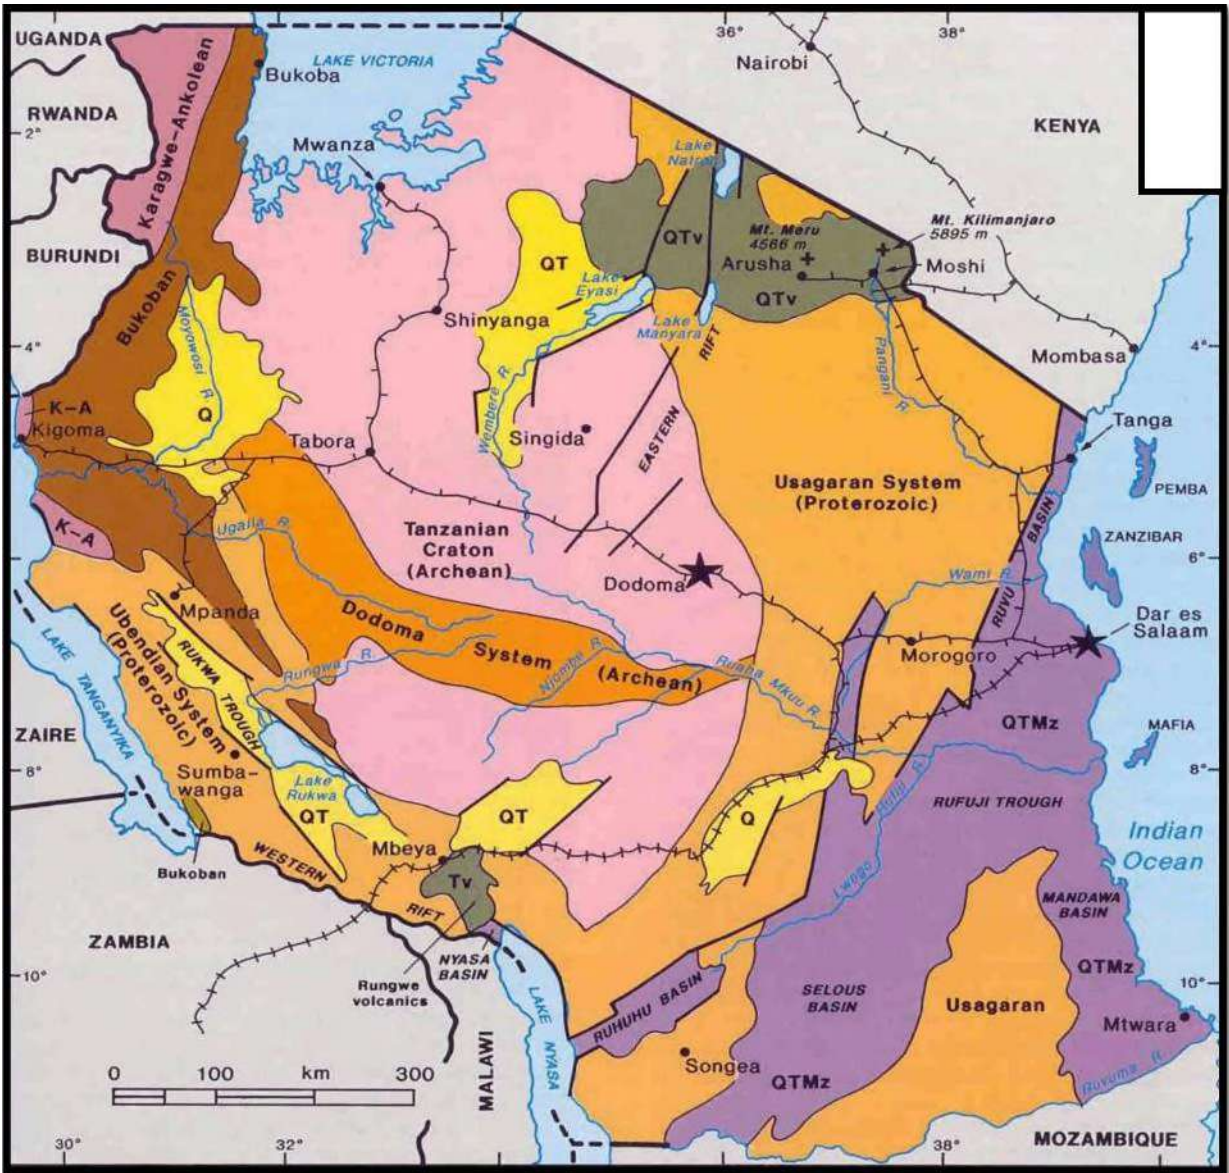 UGANDA
RWANDA
BURUNDI
Karagwe-Ankolean
Bukoban
Bukoba
LAKE VICTORIA
Mwanza
36°
38°
Nairobi
KENYA
2°
Lake
QTv
Mt. Meru
4566 m
Arusha
Mt. Kilimanjaro
5895 m
Moshi
QTv
QT
Lake
Eyasi
Lake
Manyara
RIFT
EASTERN
Shinyanga
Moyowosi R.
Pangani R.
Mombasa
4°
4°
K-A
Kigoma
Q
Tabora
Wembere R.
Singida
Tanga
Usagaran System
(Proterozoic)
PEMBA
K-A
Ugalla R.
Tanzanian
Craton
(Archean)
Dodoma
RUVU BASIN
ZANZIBAR
6°
Wami R.
Mpanda
Dodoma
System
(Archean)
Dar es
Salaam
Ubendian System
(Proterozoic)
RUKWA TROUGH
Rungwa R.
Njombe R.
Ruaha Mkuu R.
Morogoro
LAKE
TANGANYIKA
ZAIRE
QTMz
MAFIA
Sumba-
wanga
8°
8°
Lake
Rukwa
QT
QT
Q
Rufiji R.
RUFUJI TROUGH
Indian
Ocean
Bukoban
WESTERN
RIFT
Mbeya
Tv
Lwego
MANDAWA
BASIN
ZAMBIA
NYASA
BASIN
10°
Rungwe
volcanics
LAKE
NYASA
RUHUHU BASIN
SELOUS
BASIN
Usagaran
QTMz
10°
Mtwara
Songea
QTMz
Ruvuma R.
0
100
km
300
MALAWI
30°
32°
38°
MOZAMBIQUE